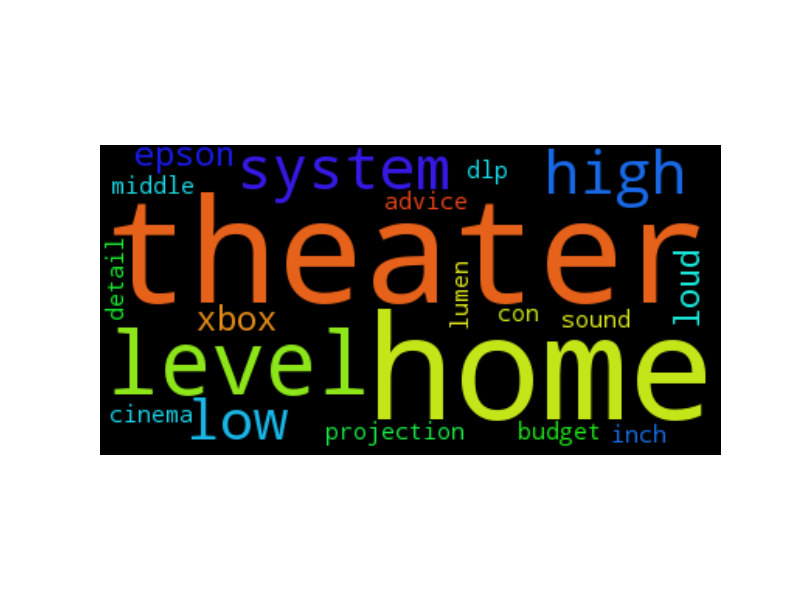 epson system dlp high
middle advice
theater
detail lumen loud
xbox con sound
level home
cinema low projection budget inch